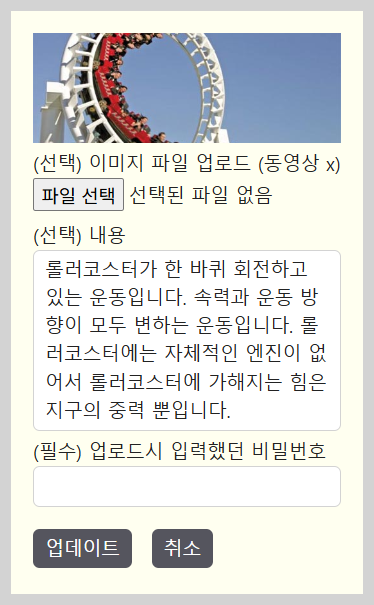 (선택) 이미지 파일 업로드 (동영상 x)
파일 선택 선택된 파일 없음
(선택) 내용
롤러코스터가 한 바퀴 회전하고
있는 운동입니다. 속력과 운동 방
향이 모두 변하는 운동입니다. 롤
러코스터에는 자체적인 엔진이 없
어서 롤러코스터에 가해지는 힘은
지구의 중력 뿐입니다.
(필수) 업로드시 입력했던 비밀번호
업데이트 취소